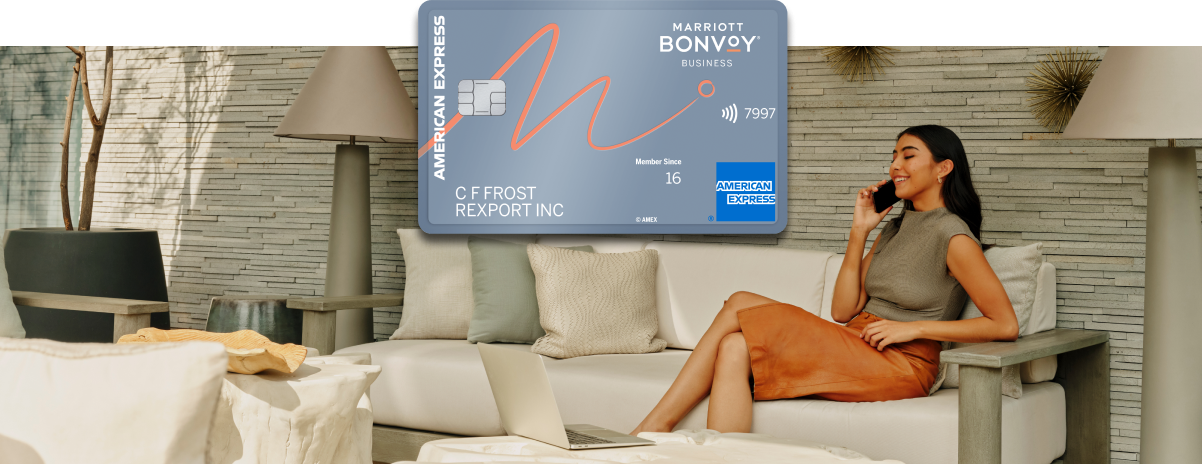 AMERICAN EXPRESS
MARRIOTT
BONVOY®
BUSINESS
7997
Member Since
16
C F FROST
REXPORT INC
© AMEX
®
AMERICAN
EXPRESS